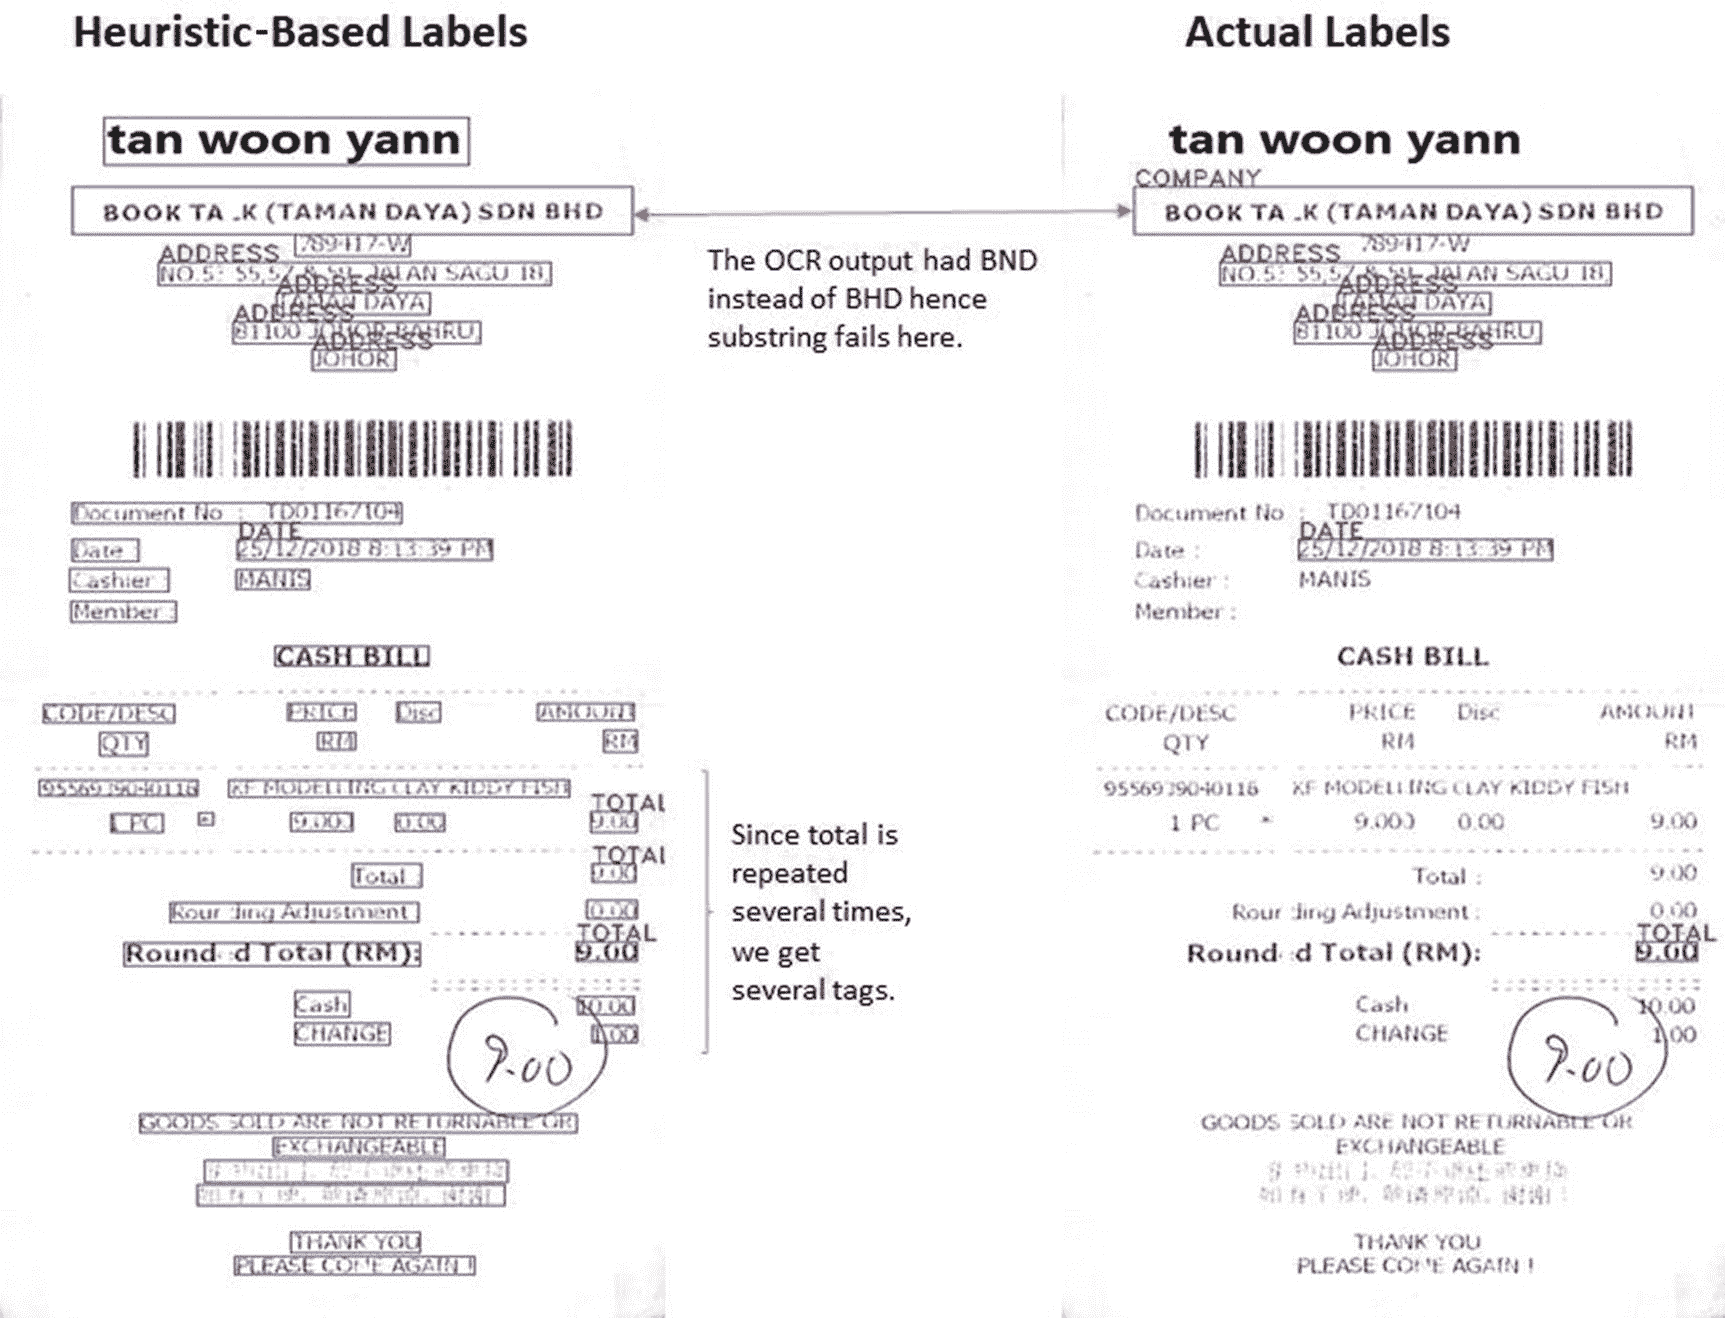 Heuristic-Based Labels
Actual Labels
tan woon yann
BOOK TA .K (TAMAN DAYA) SDN BHD
789417-W
ADDRESS
NO.5: 55,57 & 59, JALAN SAGU 18,
ADDRESS
TAMAN DAYA
ADDRESS
81100 JOHOR BAHRU,
ADDRESS
JOHOR
Document No : TD01167104
DATE
Date : 25/12/2018 8:13:39 PM
Cashier : MANIS
Member :
CASH BILL
CODE/DESC PRICE Disc AMOUNT
QTY RM RM
9556939040116 KF MODELLING CLAY KIDDY FISH
TOTAL
1 PC * 9.000 0.00 9.00
TOTAL
Total : 9.00
Rour ding Adjustment : 0.00
TOTAL
Round d Total (RM): 9.00
Cash 10.00
CHANGE 1.00
9.00
GOODS SOLD ARE NOT RETURNABLE OR
EXCHANGEABLE
THANK YOU
PLEASE COME AGAIN !
The OCR output had BND
instead of BHD hence
substring fails here.
Since total is
repeated
several times,
we get
several tags.
tan woon yann
COMPANY
BOOK TA .K (TAMAN DAYA) SDN BHD
789417-W
ADDRESS
NO.5: 55,57 & 59, JALAN SAGU 18,
ADDRESS
TAMAN DAYA
ADDRESS
81100 JOHOR BAHRU,
ADDRESS
JOHOR
Document No : TD01167104
DATE
Date : 25/12/2018 8:13:39 PM
Cashier : MANIS
Member :
CASH BILL
CODE/DESC PRICE Disc AMOUNT
QTY RM RM
9556939040116 KF MODELLING CLAY KIDDY FISH
1 PC * 9.000 0.00 9.00
Total : 9.00
Rour ding Adjustment : 0.00
TOTAL
Round d Total (RM): 9.00
Cash 10.00
CHANGE 1.00
9.00
GOODS SOLD ARE NOT RETURNABLE OR
EXCHANGEABLE
THANK YOU
PLEASE COME AGAIN !